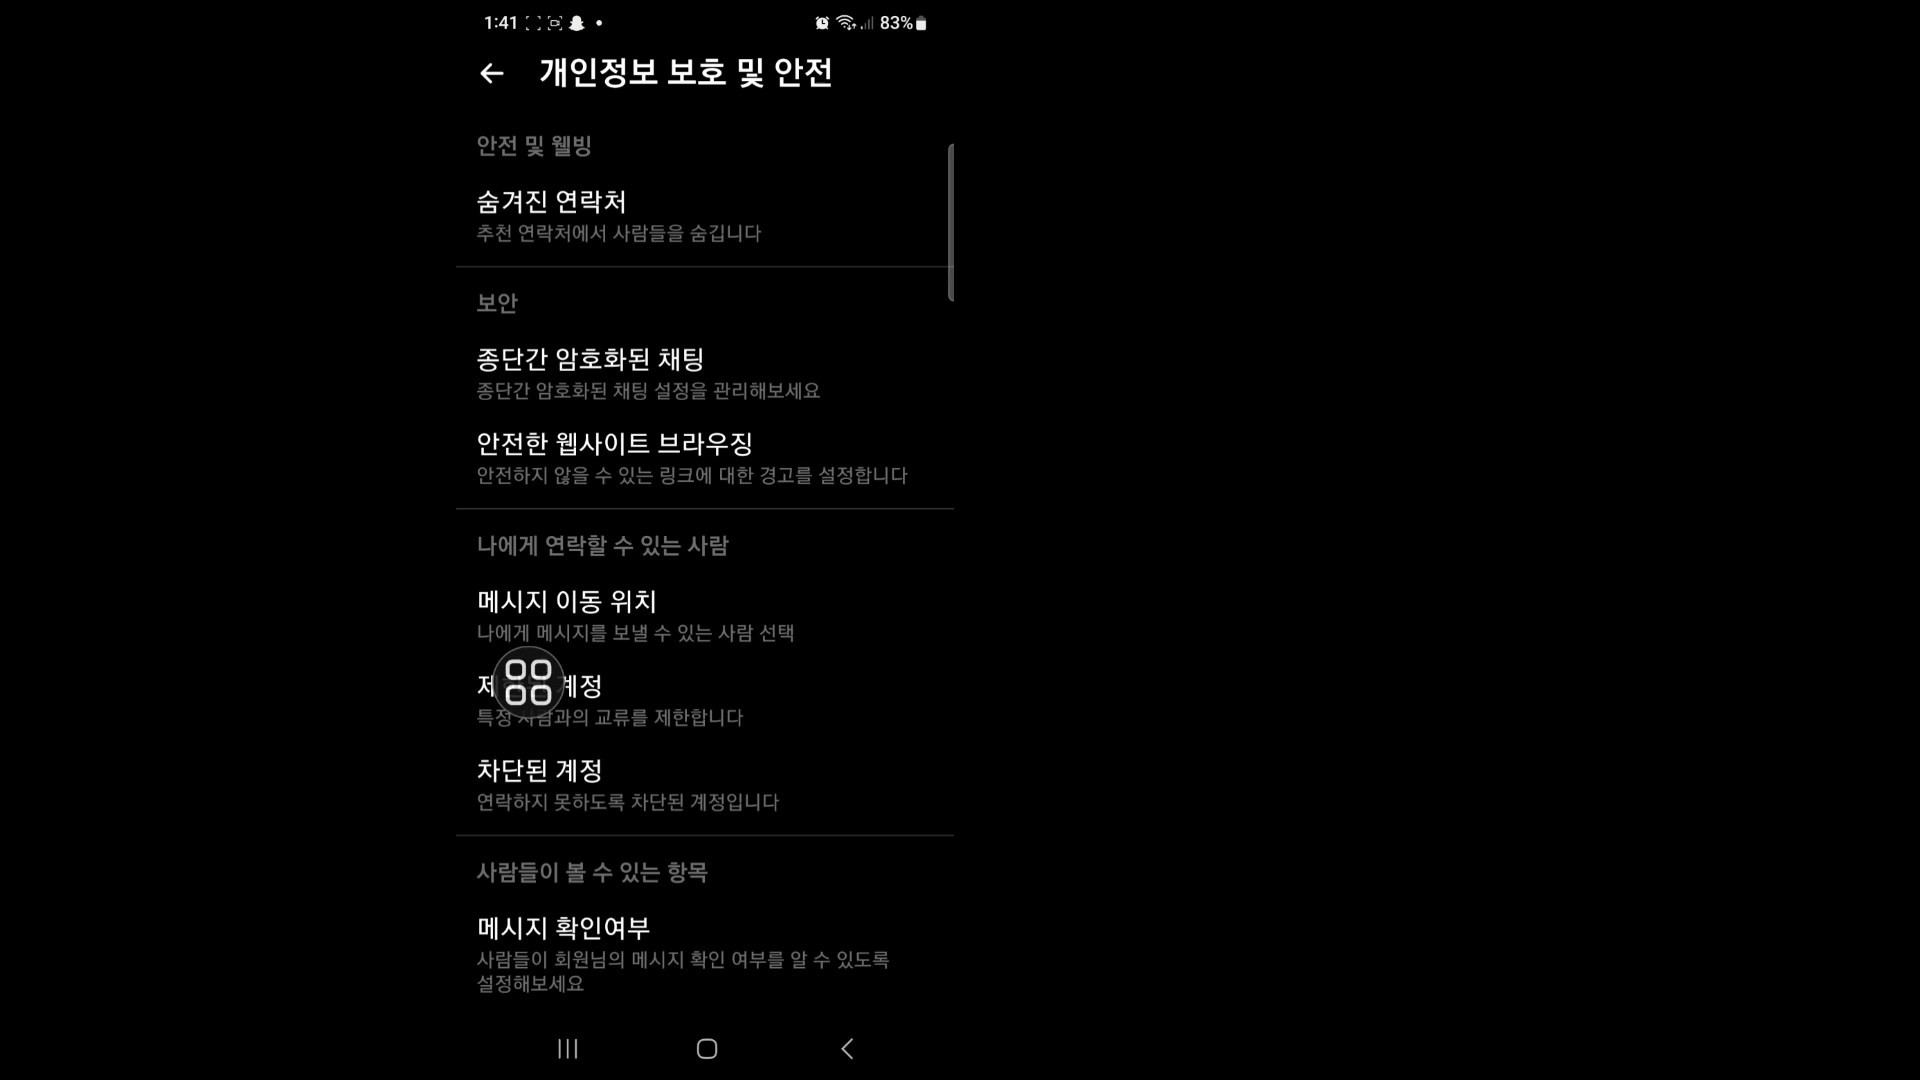 1:41 83%
개인정보 보호 및 안전
안전 및 웰빙
숨겨진 연락처
추천 연락처에서 사람들을 숨깁니다
보안
종단간 암호화된 채팅
종단간 암호화된 채팅 설정을 관리해보세요
안전한 웹사이트 브라우징
안전하지 않을 수 있는 링크에 대한 경고를 설정합니다
나에게 연락할 수 있는 사람
메시지 이동 위치
나에게 메시지를 보낼 수 있는 사람 선택
계정
특정 사람과의 교류를 제한합니다
차단된 계정
연락하지 못하도록 차단된 계정입니다
사람들이 볼 수 있는 항목
메시지 확인여부
사람들이 회원님의 메시지 확인 여부를 알 수 있도록
설정해보세요